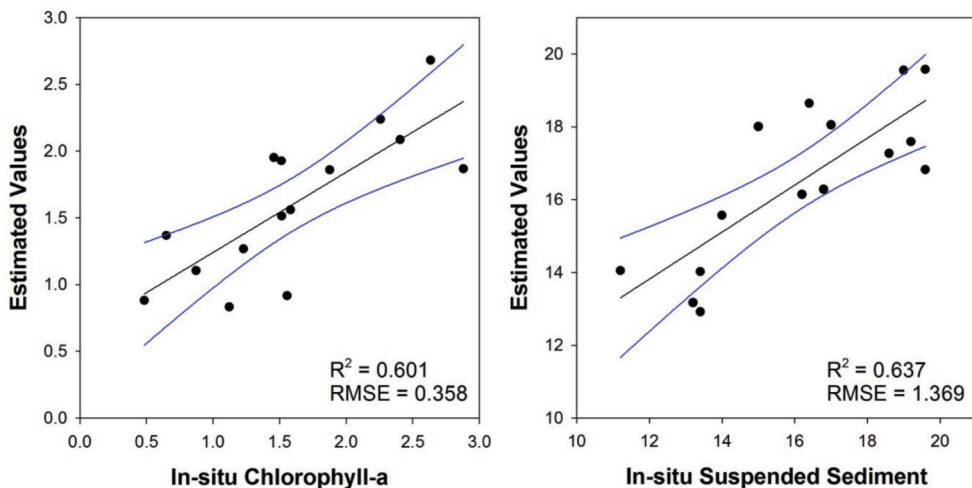 3.0
2.5
2.0
1.5
1.0
0.5
0.0
Estimated Values
R² = 0.601
RMSE = 0.358
0.0 0.5 1.0 1.5 2.0 2.5 3.0
In-situ Chlorophyll-a
20
18
16
14
12
10
Estimated Values
R² = 0.637
RMSE = 1.369
10 12 14 16 18 20
In-situ Suspended Sediment